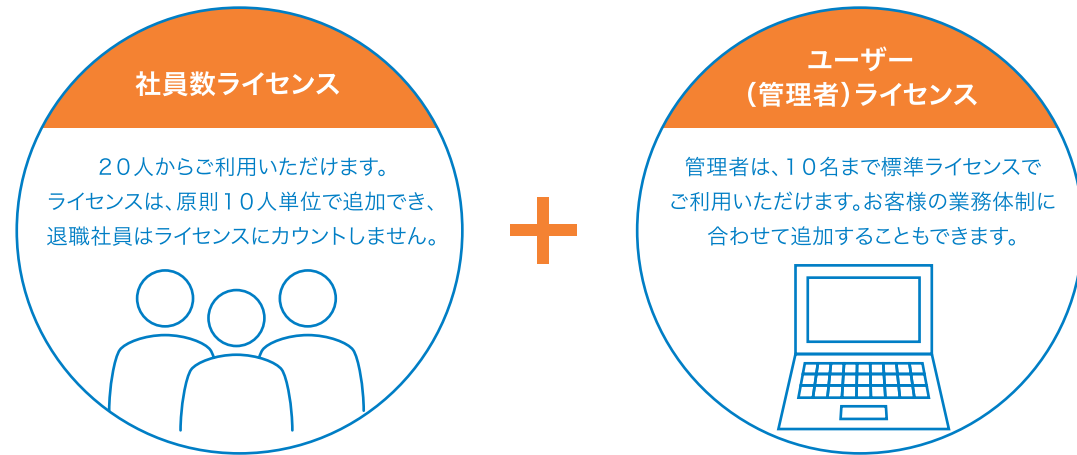 社員数ライセンス
20人からご利用いただけます。
ライセンスは、原則10人単位で追加でき、
退職社員はライセンスにカウントしません。
ユーザー
（管理者）ライセンス
管理者は、10名まで標準ライセンスで
ご利用いただけます。お客様の業務体制に
合わせて追加することもできます。